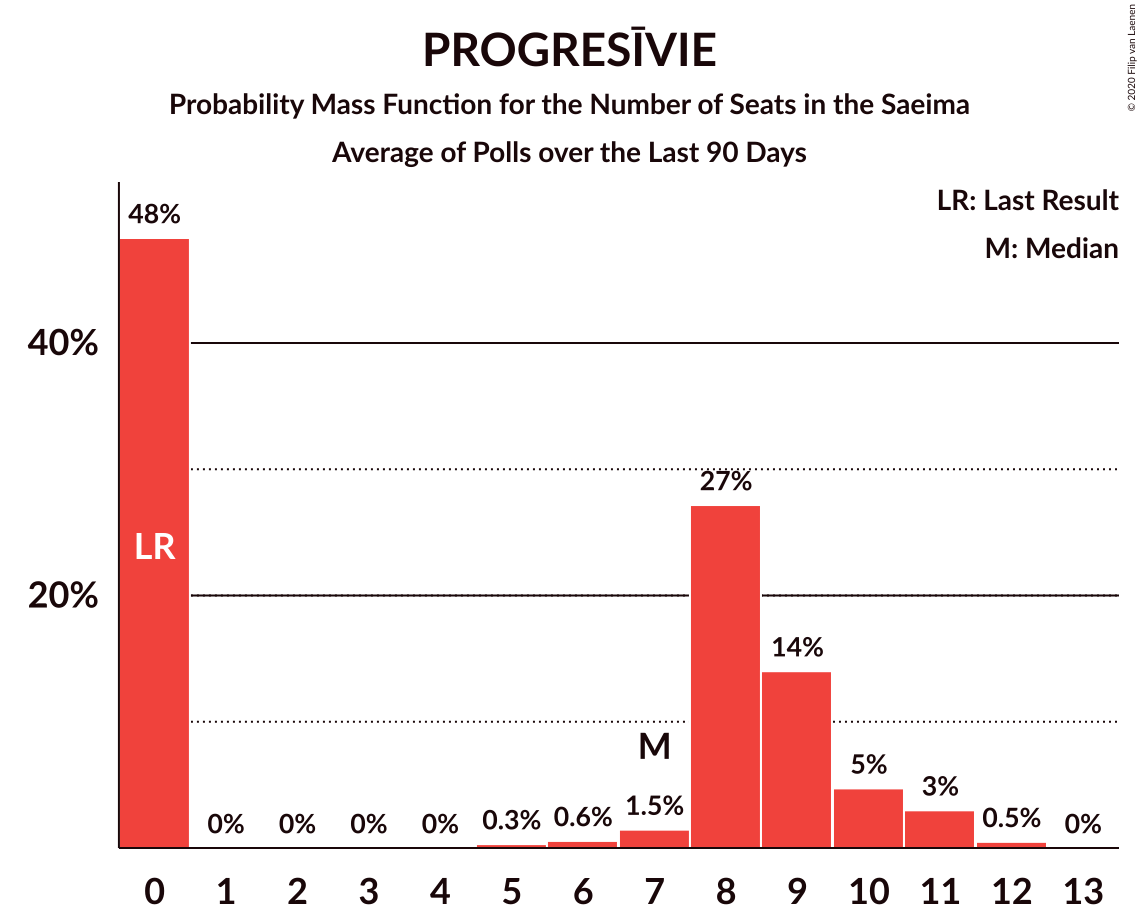 PROGRESĪVIE
Probability Mass Function for the Number of Seats in the Saeima
Average of Polls over the Last 90 Days
© 2020 Filip van Laenen
LR: Last Result
M: Median
48%
40%
27%
LR
20%
14%
M
5%
3%
1.5%
0% 0% 0% 0% 0.3% 0.6% 0.5% 0%
0 1 2 3 4 5 6 7 8 9 10 11 12 13